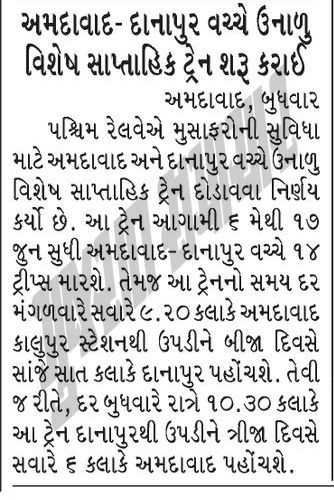 અમદાવાદ- દાનાપુર વચ્ચે ઉનાળુ
વિશેષ સાપ્તાહિક ટ્રેન શરૂ કરાઈ
અમદાવાદ, બુધવાર
પશ્ચિમ રેલવેએ મુસાફરોની સુવિધા
માટે અમદાવાદ અને દાનાપુર વચ્ચે ઉનાળુ
વિશેષ સાપ્તાહિક ટ્રેન દોડાવવા નિર્ણય
કર્યો છે. આ ટ્રેન આગામી ૬ મેથી ૧૭
જુન સુધી અમદાવાદ- દાનાપુર વચ્ચે ૧૪
ટ્રીપ્સ મારશે. તેમજ આ ટ્રેનનો સમય દર
મંગળવારે સવારે ૯.૨૦ કલાકે અમદાવાદ
કાલુપુર સ્ટેશનથી ઉપડીને બીજા દિવસે
સાંજે સાત કલાકે દાનાપુર પહોંચશે. તેવી
જ રીતે, દર બુધવારે રાત્રે ૧૦.૩૦ કલાકે
આ ટ્રેન દાનાપુરથી ઉપડીને ત્રીજા દિવસે
સવારે ૬ કલાકે અમદાવાદ પહોંચશે.